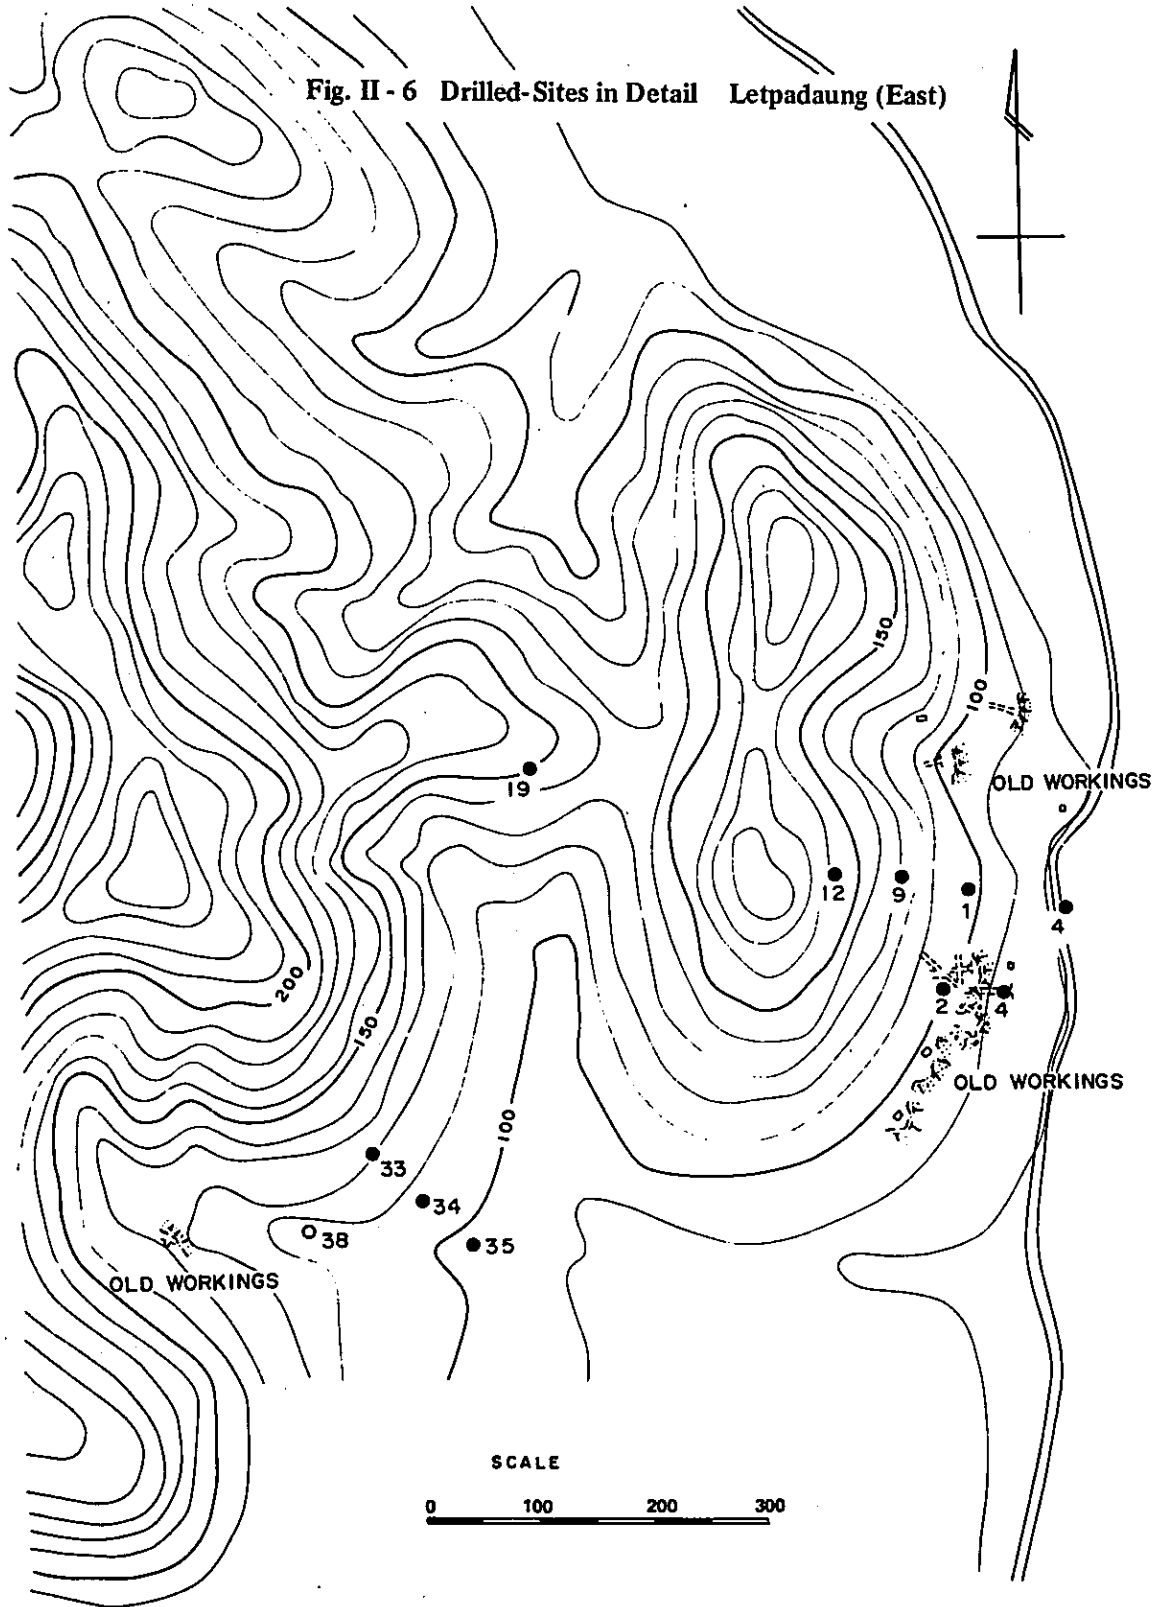 Fig. II - 6 Drilled-Sites in Detail Letpadaung (East)
150
100
OLD WORKINGS
19
12
9
1
4
200
2
4
150
OLD WORKINGS
100
33
34
38
35
OLD WORKINGS
SCALE
0 100 200 300